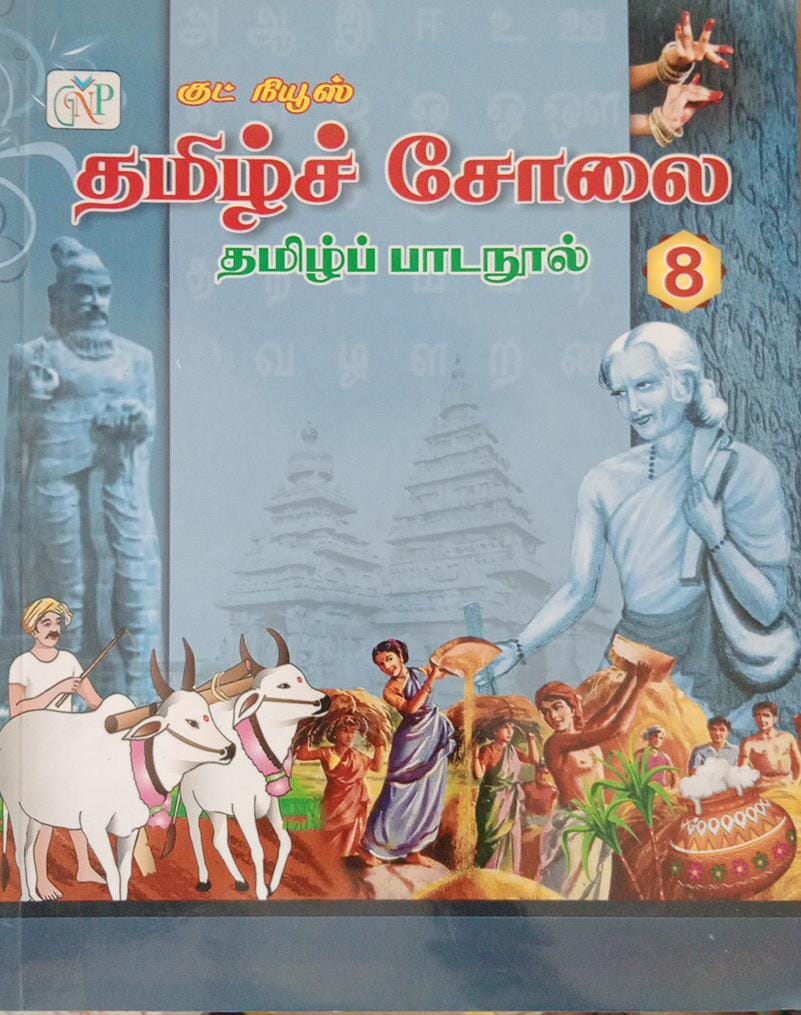 அ ஆ இ ஈ உ ஊ
GNP
குட் நியூஸ்
தமிழ்ச் சோலை
தமிழ்ப் பாடநூல்
8
வ ழ ள ற ன